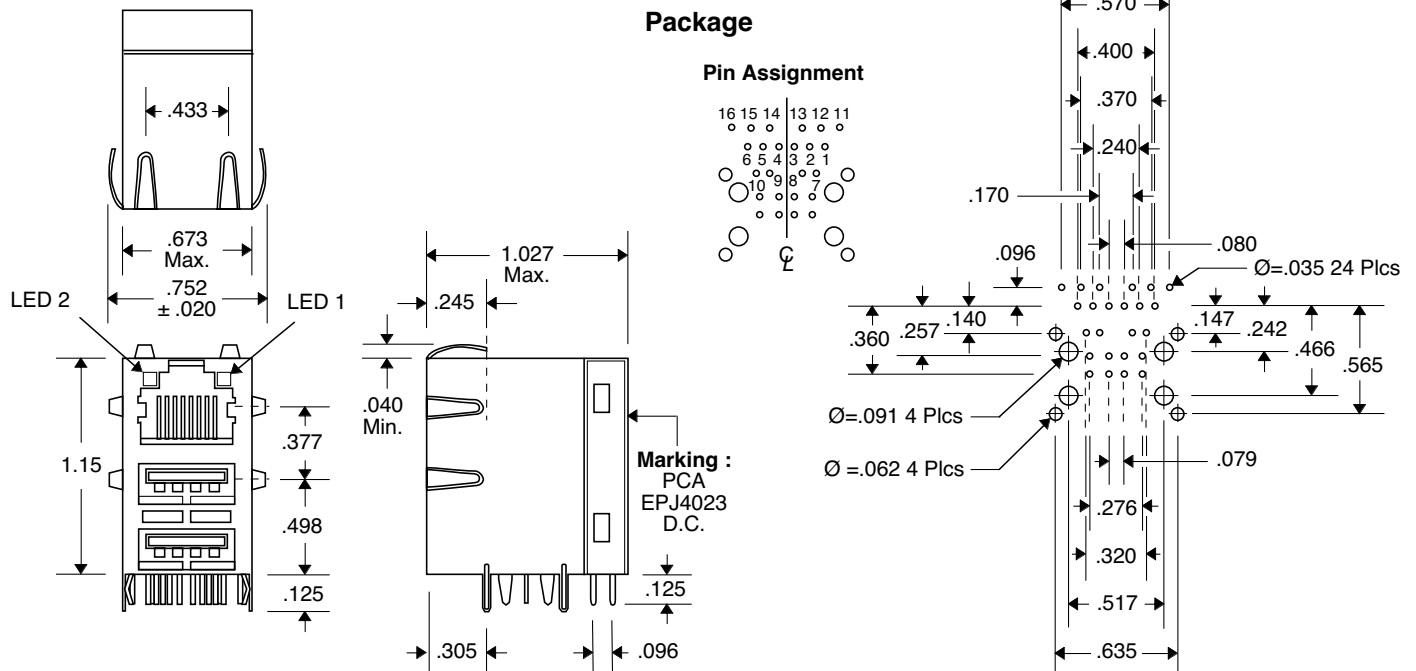 Package
Pin Assignment
16 15 14 13 12 11
6 5 4 3 2 1
10 9 8 7
℄
.433
.673
Max.
.752
± .020
LED 2
LED 1
1.15
.377
.498
.125
1.027
Max.
.245
.040
Min.
Marking :
PCA
EPJ4023
D.C.
.125
.305
.096
.570
.400
.370
.240
.170
.080
.096
Ø=.035 24 Plcs
.360
.257
.140
.147
.242
.466
.565
Ø=.091 4 Plcs
Ø =.062 4 Plcs
.079
.276
.320
.517
.635